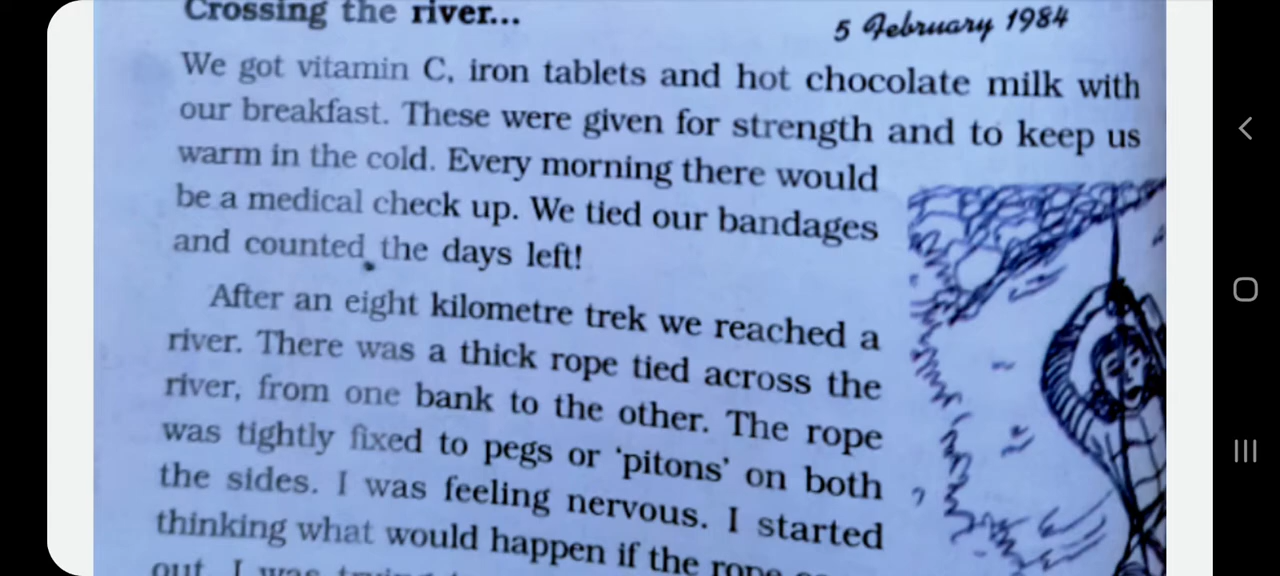 Crossing the river...
5 February 1984
We got vitamin C, iron tablets and hot chocolate milk with
our breakfast. These were given for strength and to keep us
warm in the cold. Every morning there would
be a medical check up. We tied our bandages
and counted the days left!
After an eight kilometre trek we reached a
river. There was a thick rope tied across the
river, from one bank to the other. The rope
was tightly fixed to pegs or ‘pitons’ on both
the sides. I was feeling nervous. I started
thinking what would happen if the rope
out. I was